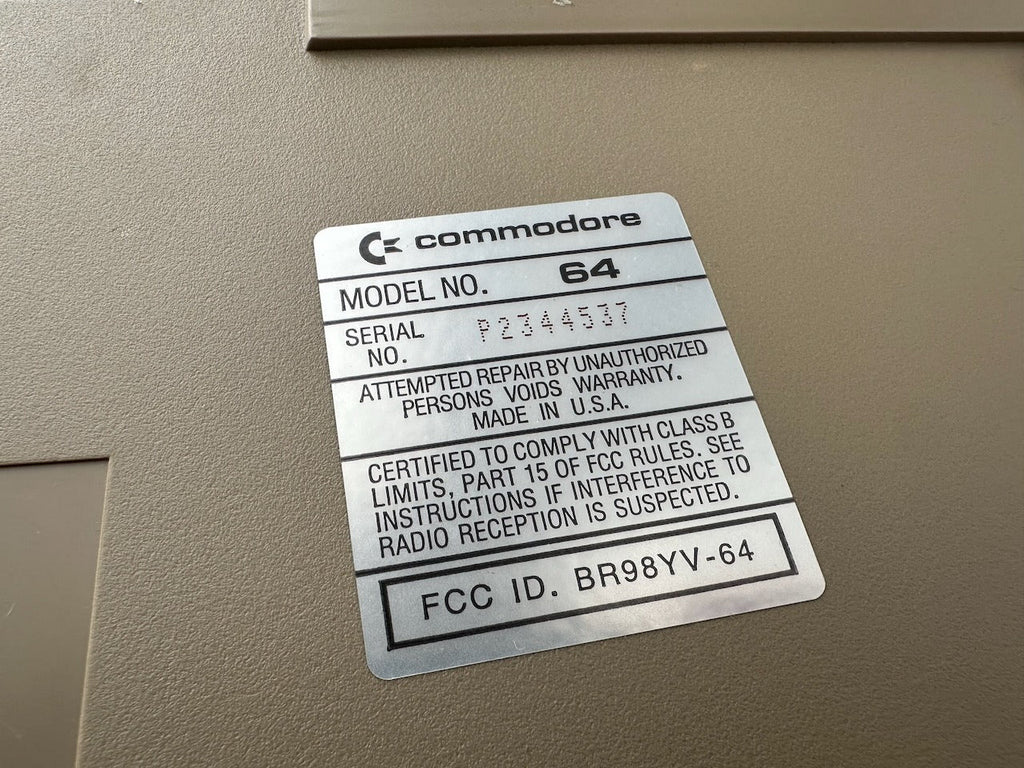 commodore
MODEL NO. 64
SERIAL NO. P2344537
ATTEMPTED REPAIR BY UNAUTHORIZED
PERSONS VOIDS WARRANTY.
MADE IN U.S.A.
CERTIFIED TO COMPLY WITH CLASS B
LIMITS, PART 15 OF FCC RULES. SEE
INSTRUCTIONS IF INTERFERENCE TO
RADIO RECEPTION IS SUSPECTED.
FCC ID. BR98YV-64